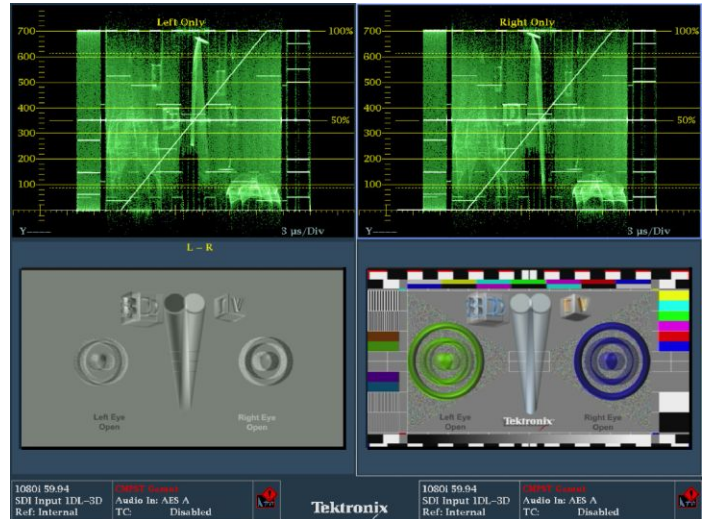 Left Only
Right Only
700
600
500
400
300
200
100
0
100%
50%
Y----
3 µs/Div
700
600
500
400
300
200
100
0
100%
50%
Y----
3 µs/Div
L – R
Left Eye
Open
Right Eye
Open
Left Eye
Open
Tektronix
Right Eye
Open
1080i 59.94
SDI Input 1DL-3D
Ref: Internal
Audio In: AES A
TC: Disabled
Tektronix
1080i 59.94
SDI Input 1DL-3D
Ref: Internal
Audio In: AES A
TC: Disabled